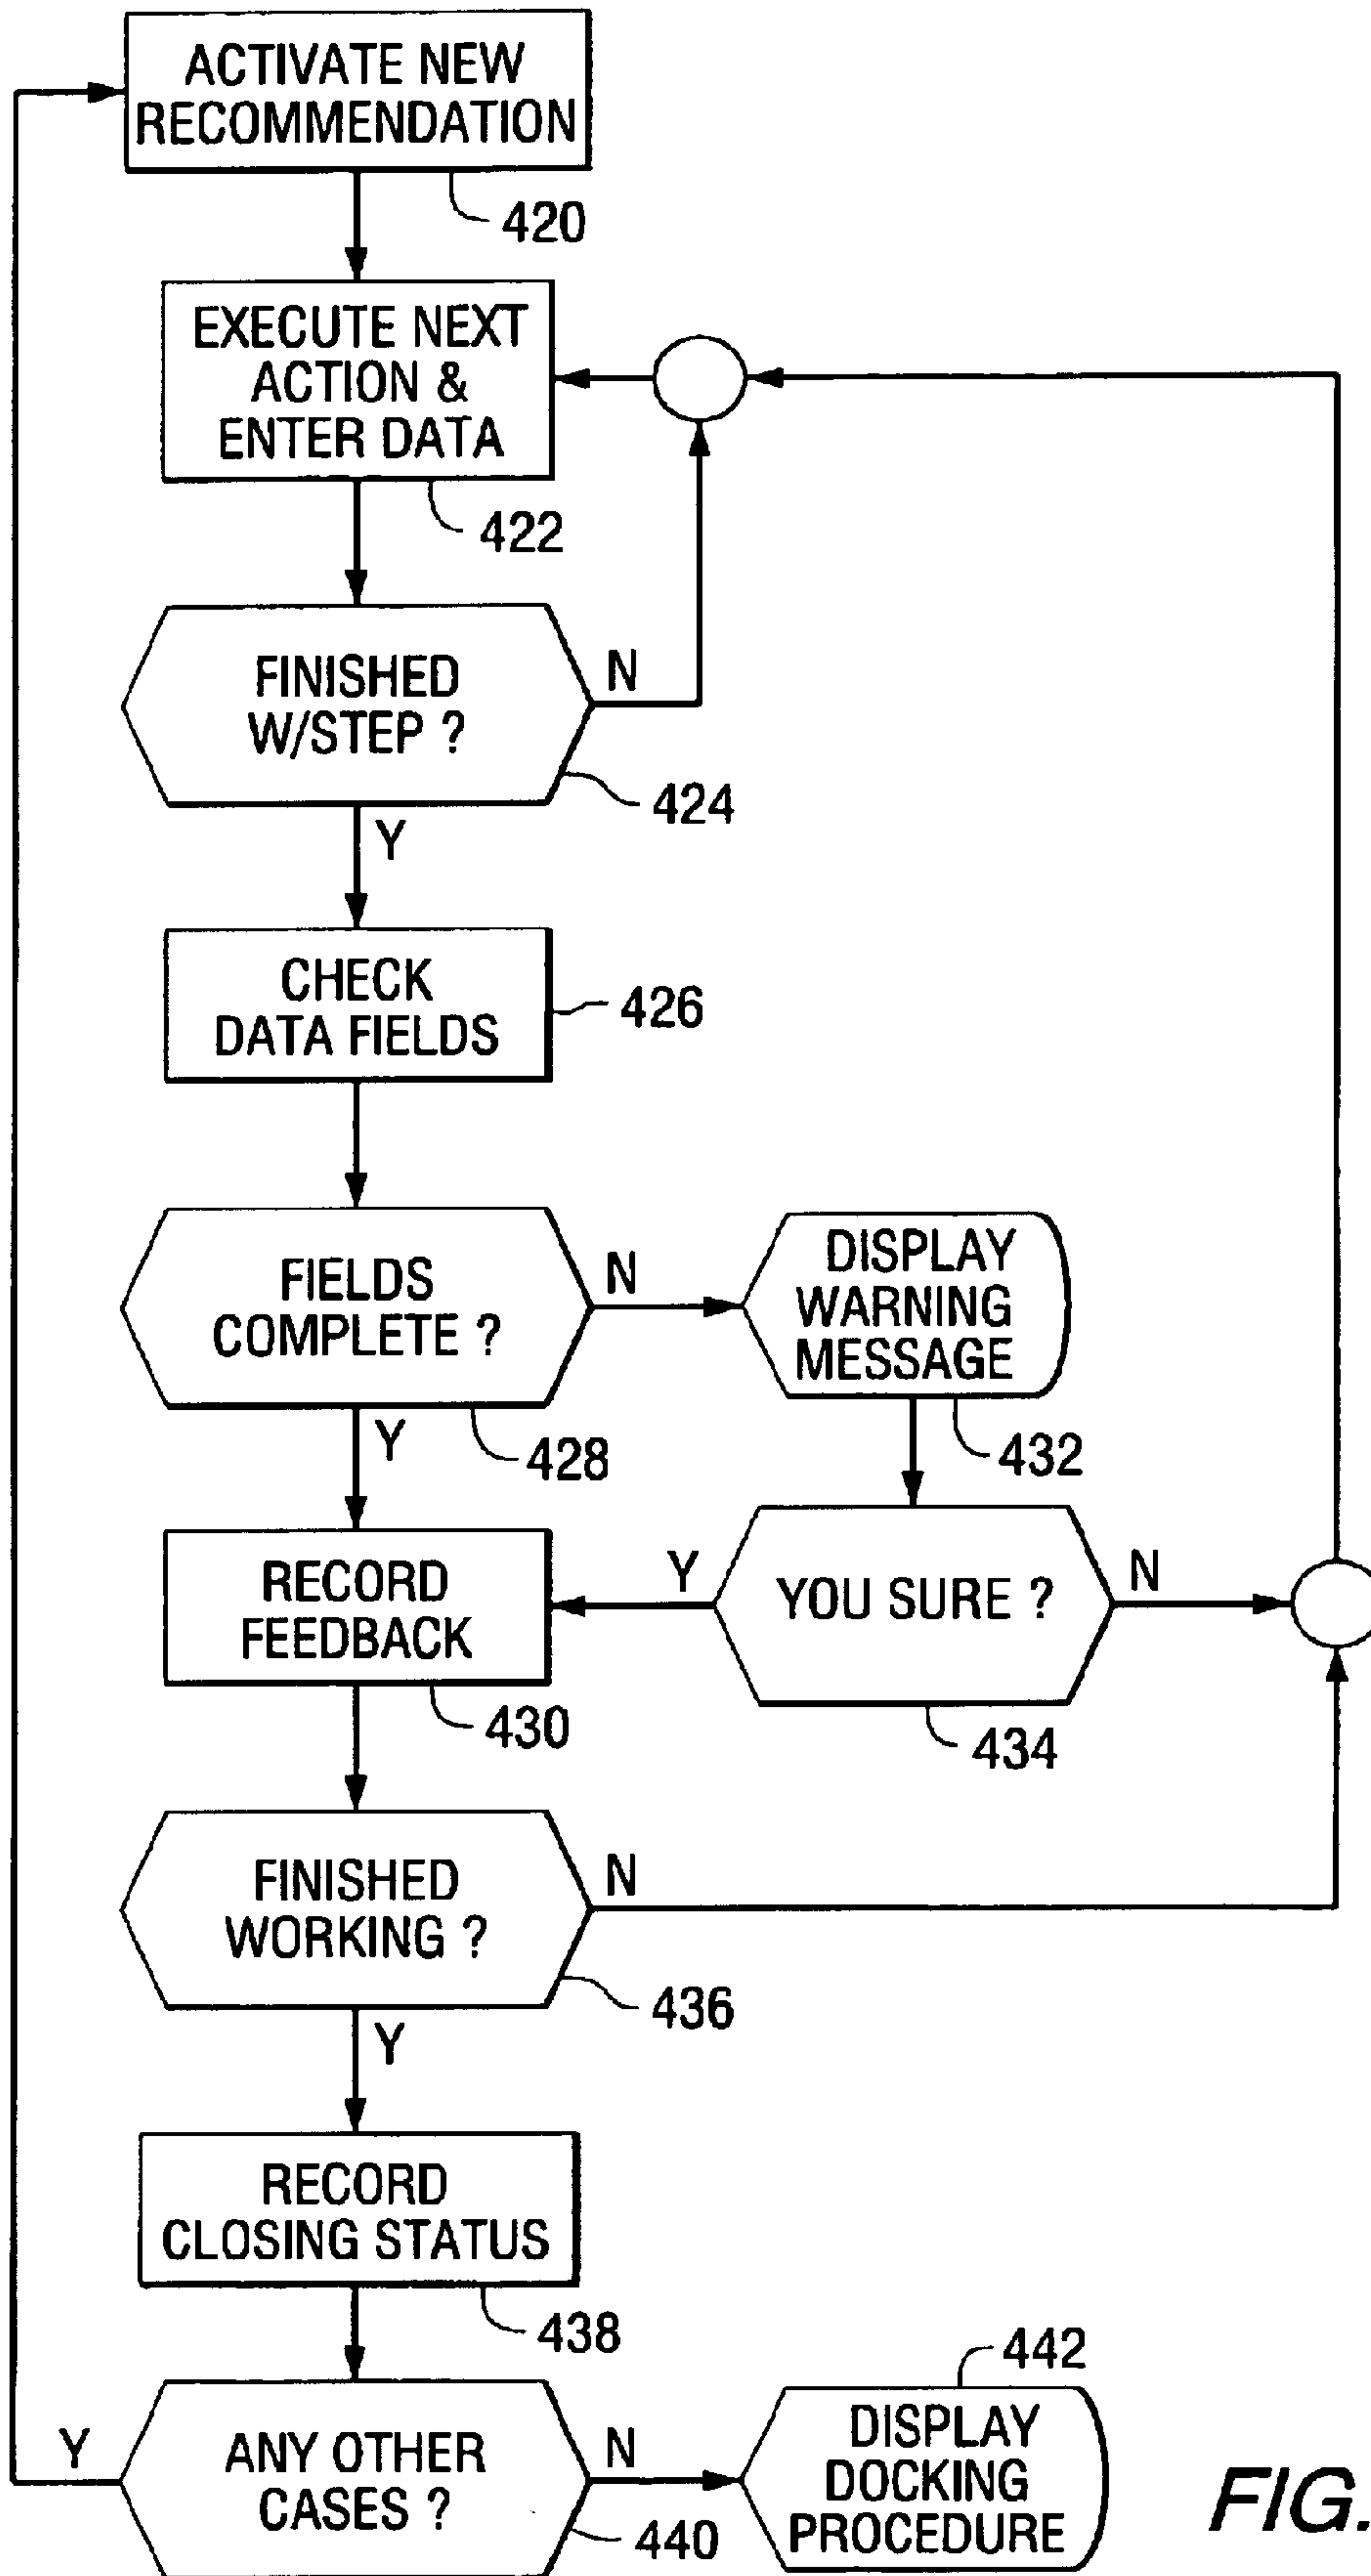 ACTIVATE NEW
RECOMMENDATION
420
EXECUTE NEXT
ACTION &
ENTER DATA
422
FINISHED
W/STEP ?
N
424
Y
CHECK
DATA FIELDS
426
FIELDS
COMPLETE ?
N
428
Y
DISPLAY
WARNING
MESSAGE
432
RECORD
FEEDBACK
430
Y
YOU SURE ?
N
434
FINISHED
WORKING ?
N
436
Y
RECORD
CLOSING STATUS
438
Y
ANY OTHER
CASES ?
N
440
442
DISPLAY
DOCKING
PROCEDURE
FIG.